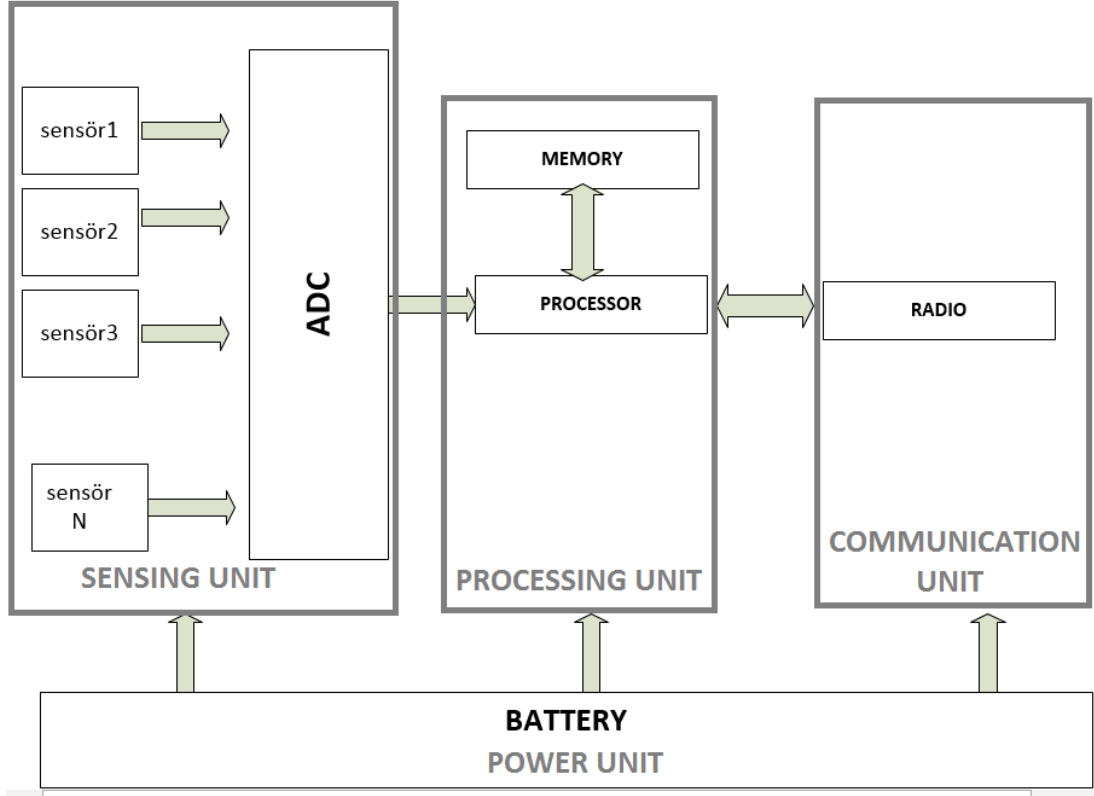 sensör1
sensör2
sensör3
sensör
N
ADC
SENSING UNIT
MEMORY
PROCESSOR
PROCESSING UNIT
RADIO
COMMUNICATION
UNIT
BATTERY
POWER UNIT